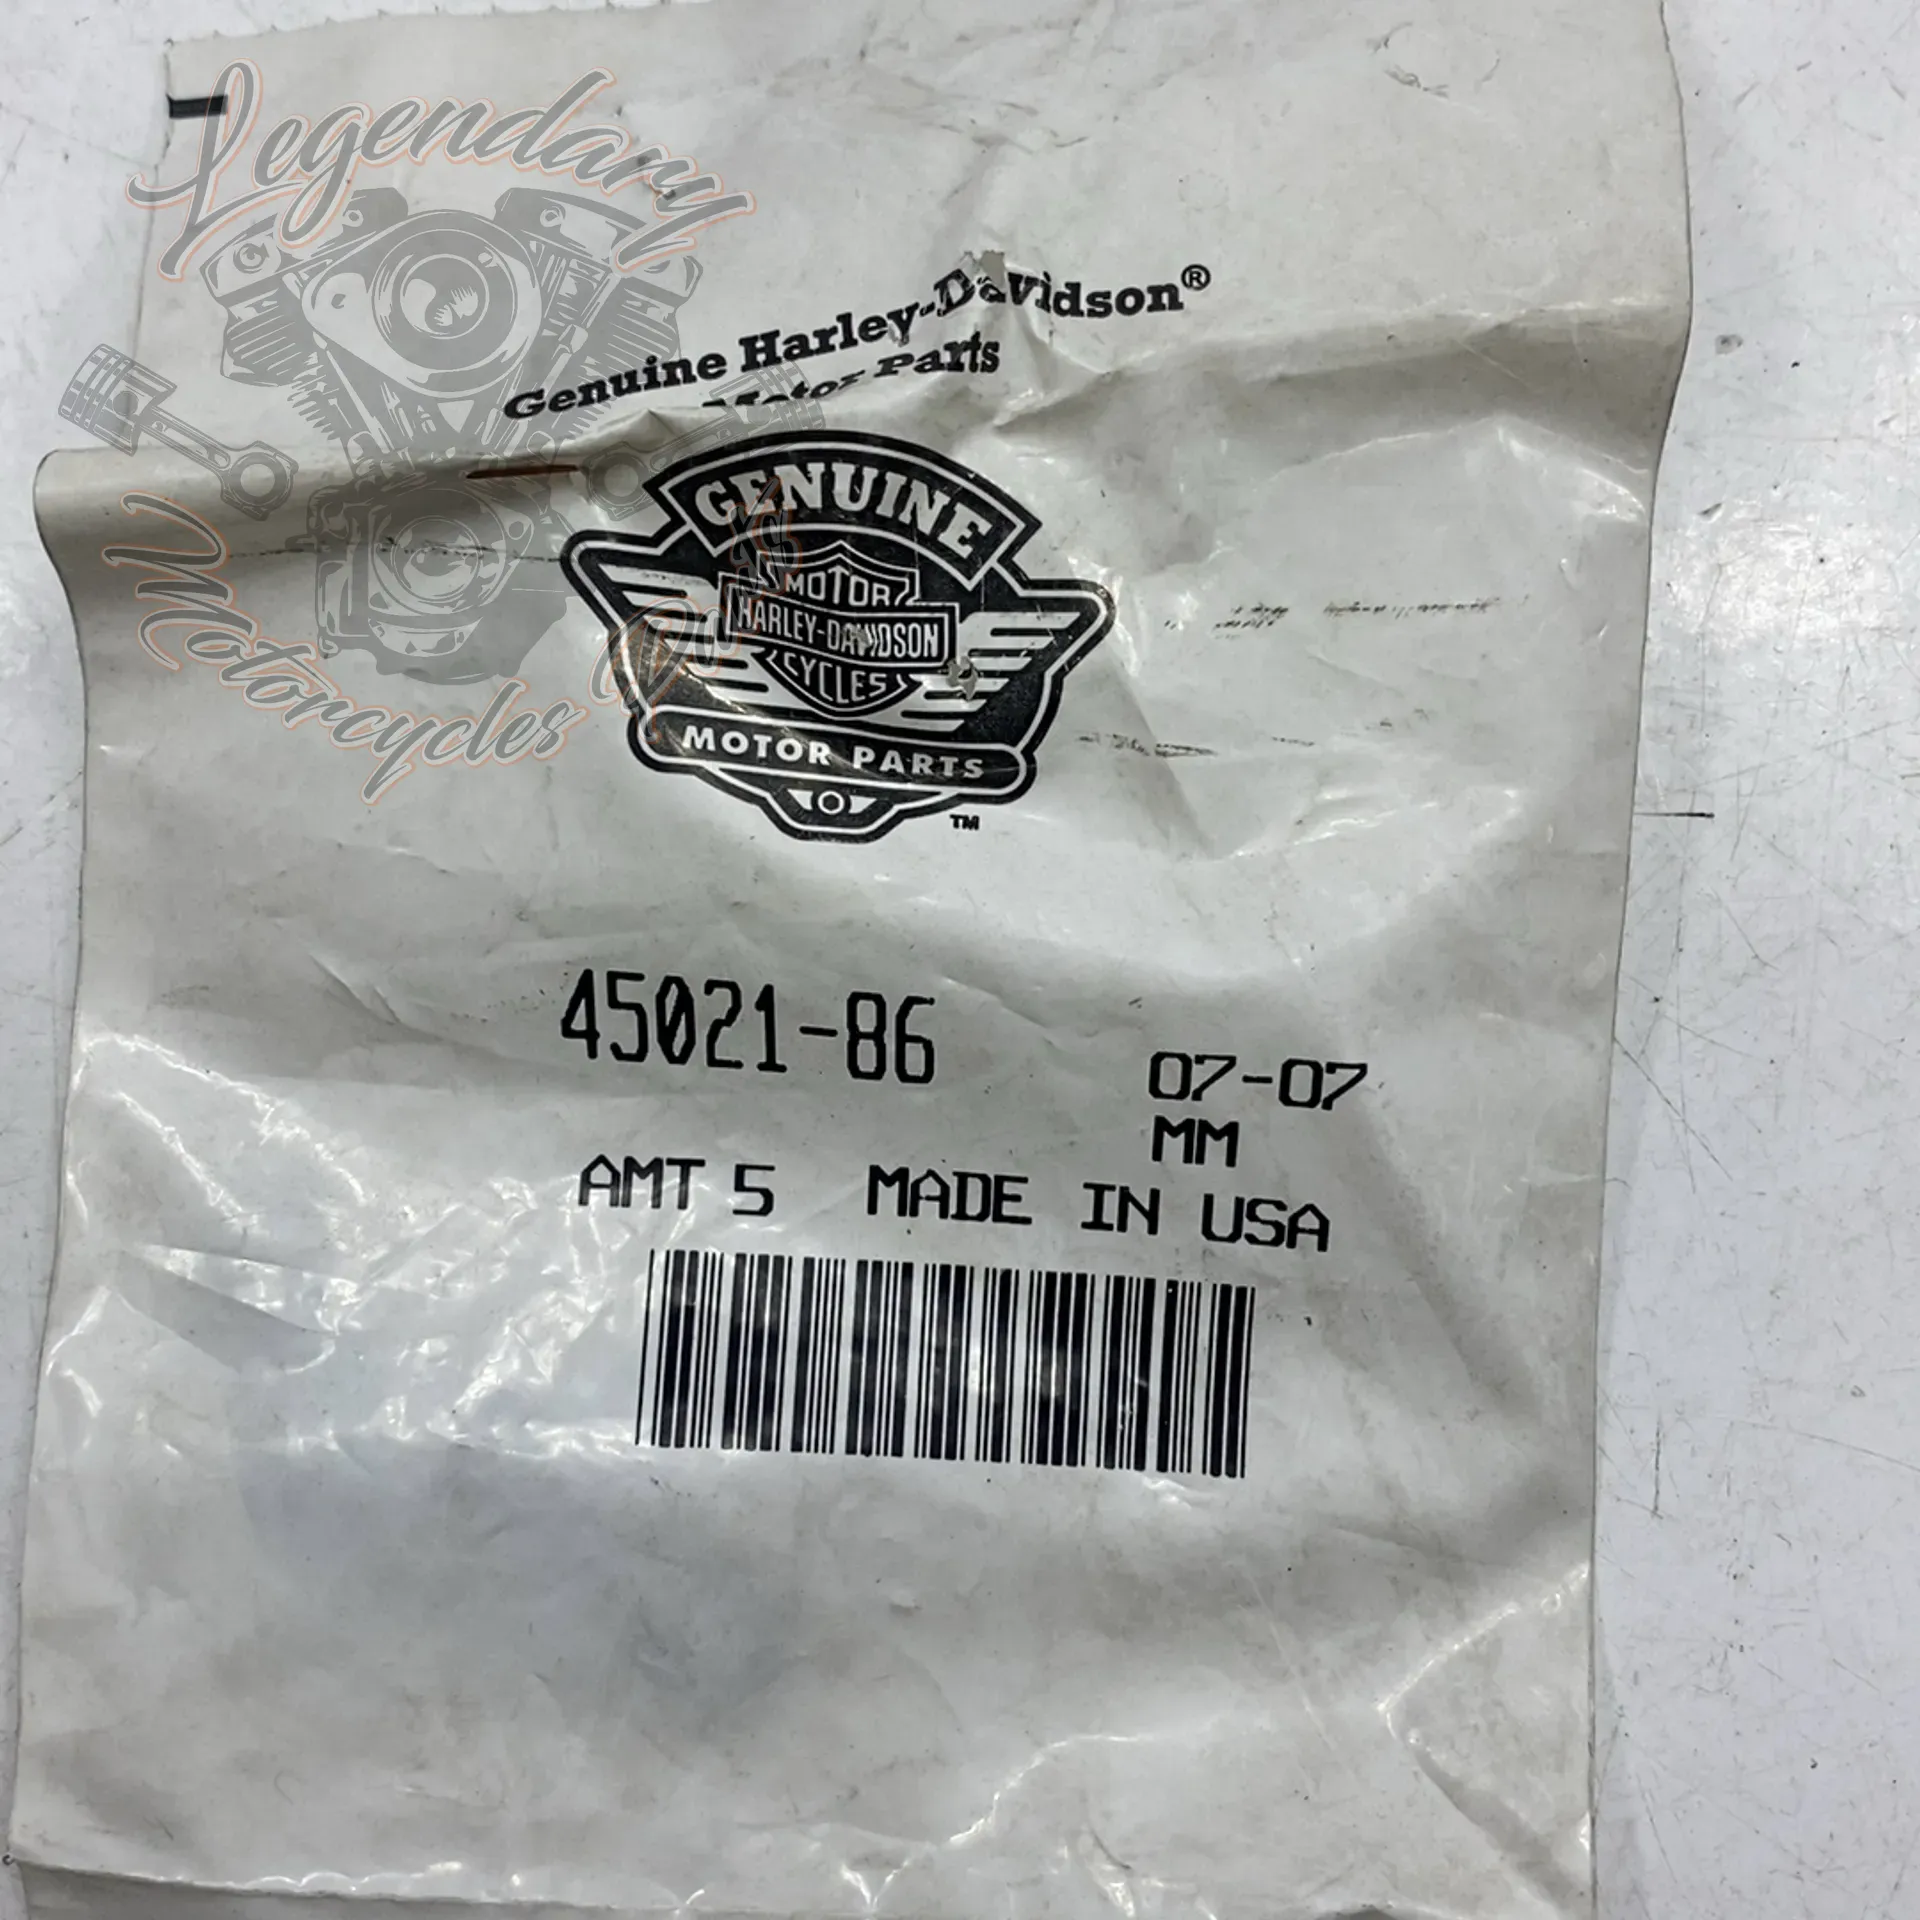 Legendary
Motorcycles Parts
Genuine Harley-Davidson®
Motor Parts
GENUINE
MOTOR
HARLEY-DAVIDSON
CYCLES
MOTOR PARTS
TM
45021-86
07-07
MM
AMT 5 MADE IN USA